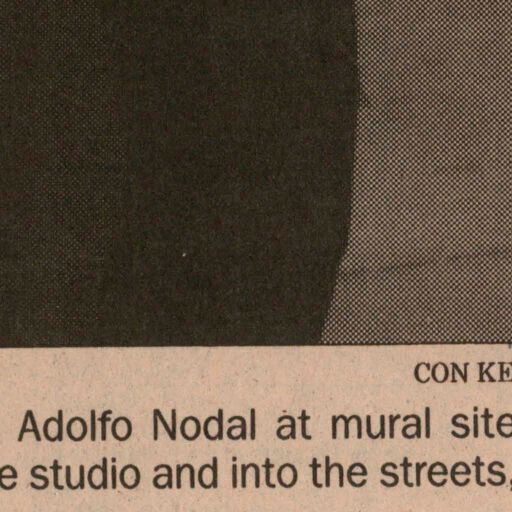 CON KE
Adolfo Nodal at mural site
e studio and into the streets,